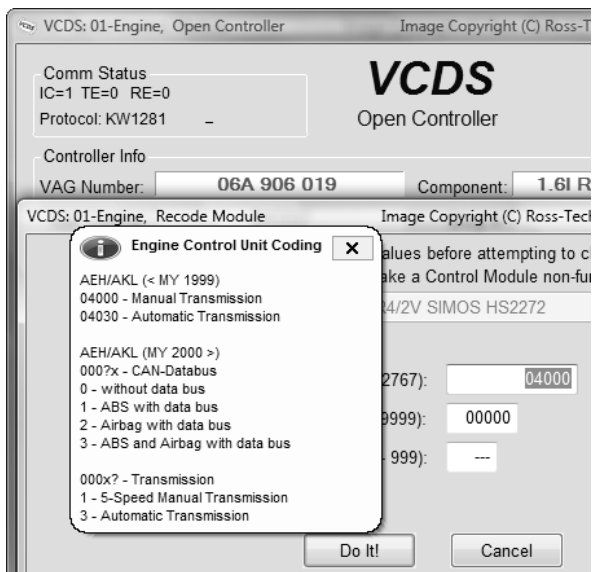 VCDS: 01-Engine, Open Controller Image Copyright (C) Ross-T
Comm Status
IC=1 TE=0 RE=0
Protocol: KW1281 –
VCDS
Open Controller
Controller Info
VAG Number: 06A 906 019 Component: 1.6l R
VCDS: 01-Engine, Recode Module Image Copyright (C) Ross-Tech
Engine Control Unit Coding
AEH/AKL (< MY 1999)
04000 - Manual Transmission
04030 - Automatic Transmission
AEH/AKL (MY 2000 >)
000?x - CAN-Databus
0 - without data bus
1 - ABS with data bus
2 - Airbag with data bus
3 - ABS and Airbag with data bus
000x? - Transmission
1 - 5-Speed Manual Transmission
3 - Automatic Transmission
alues before attempting to c
ake a Control Module non-fu
R4/2V SIMOS HS2272
2767): 04000
9999): 00000
- 999): ---
Do It! Cancel